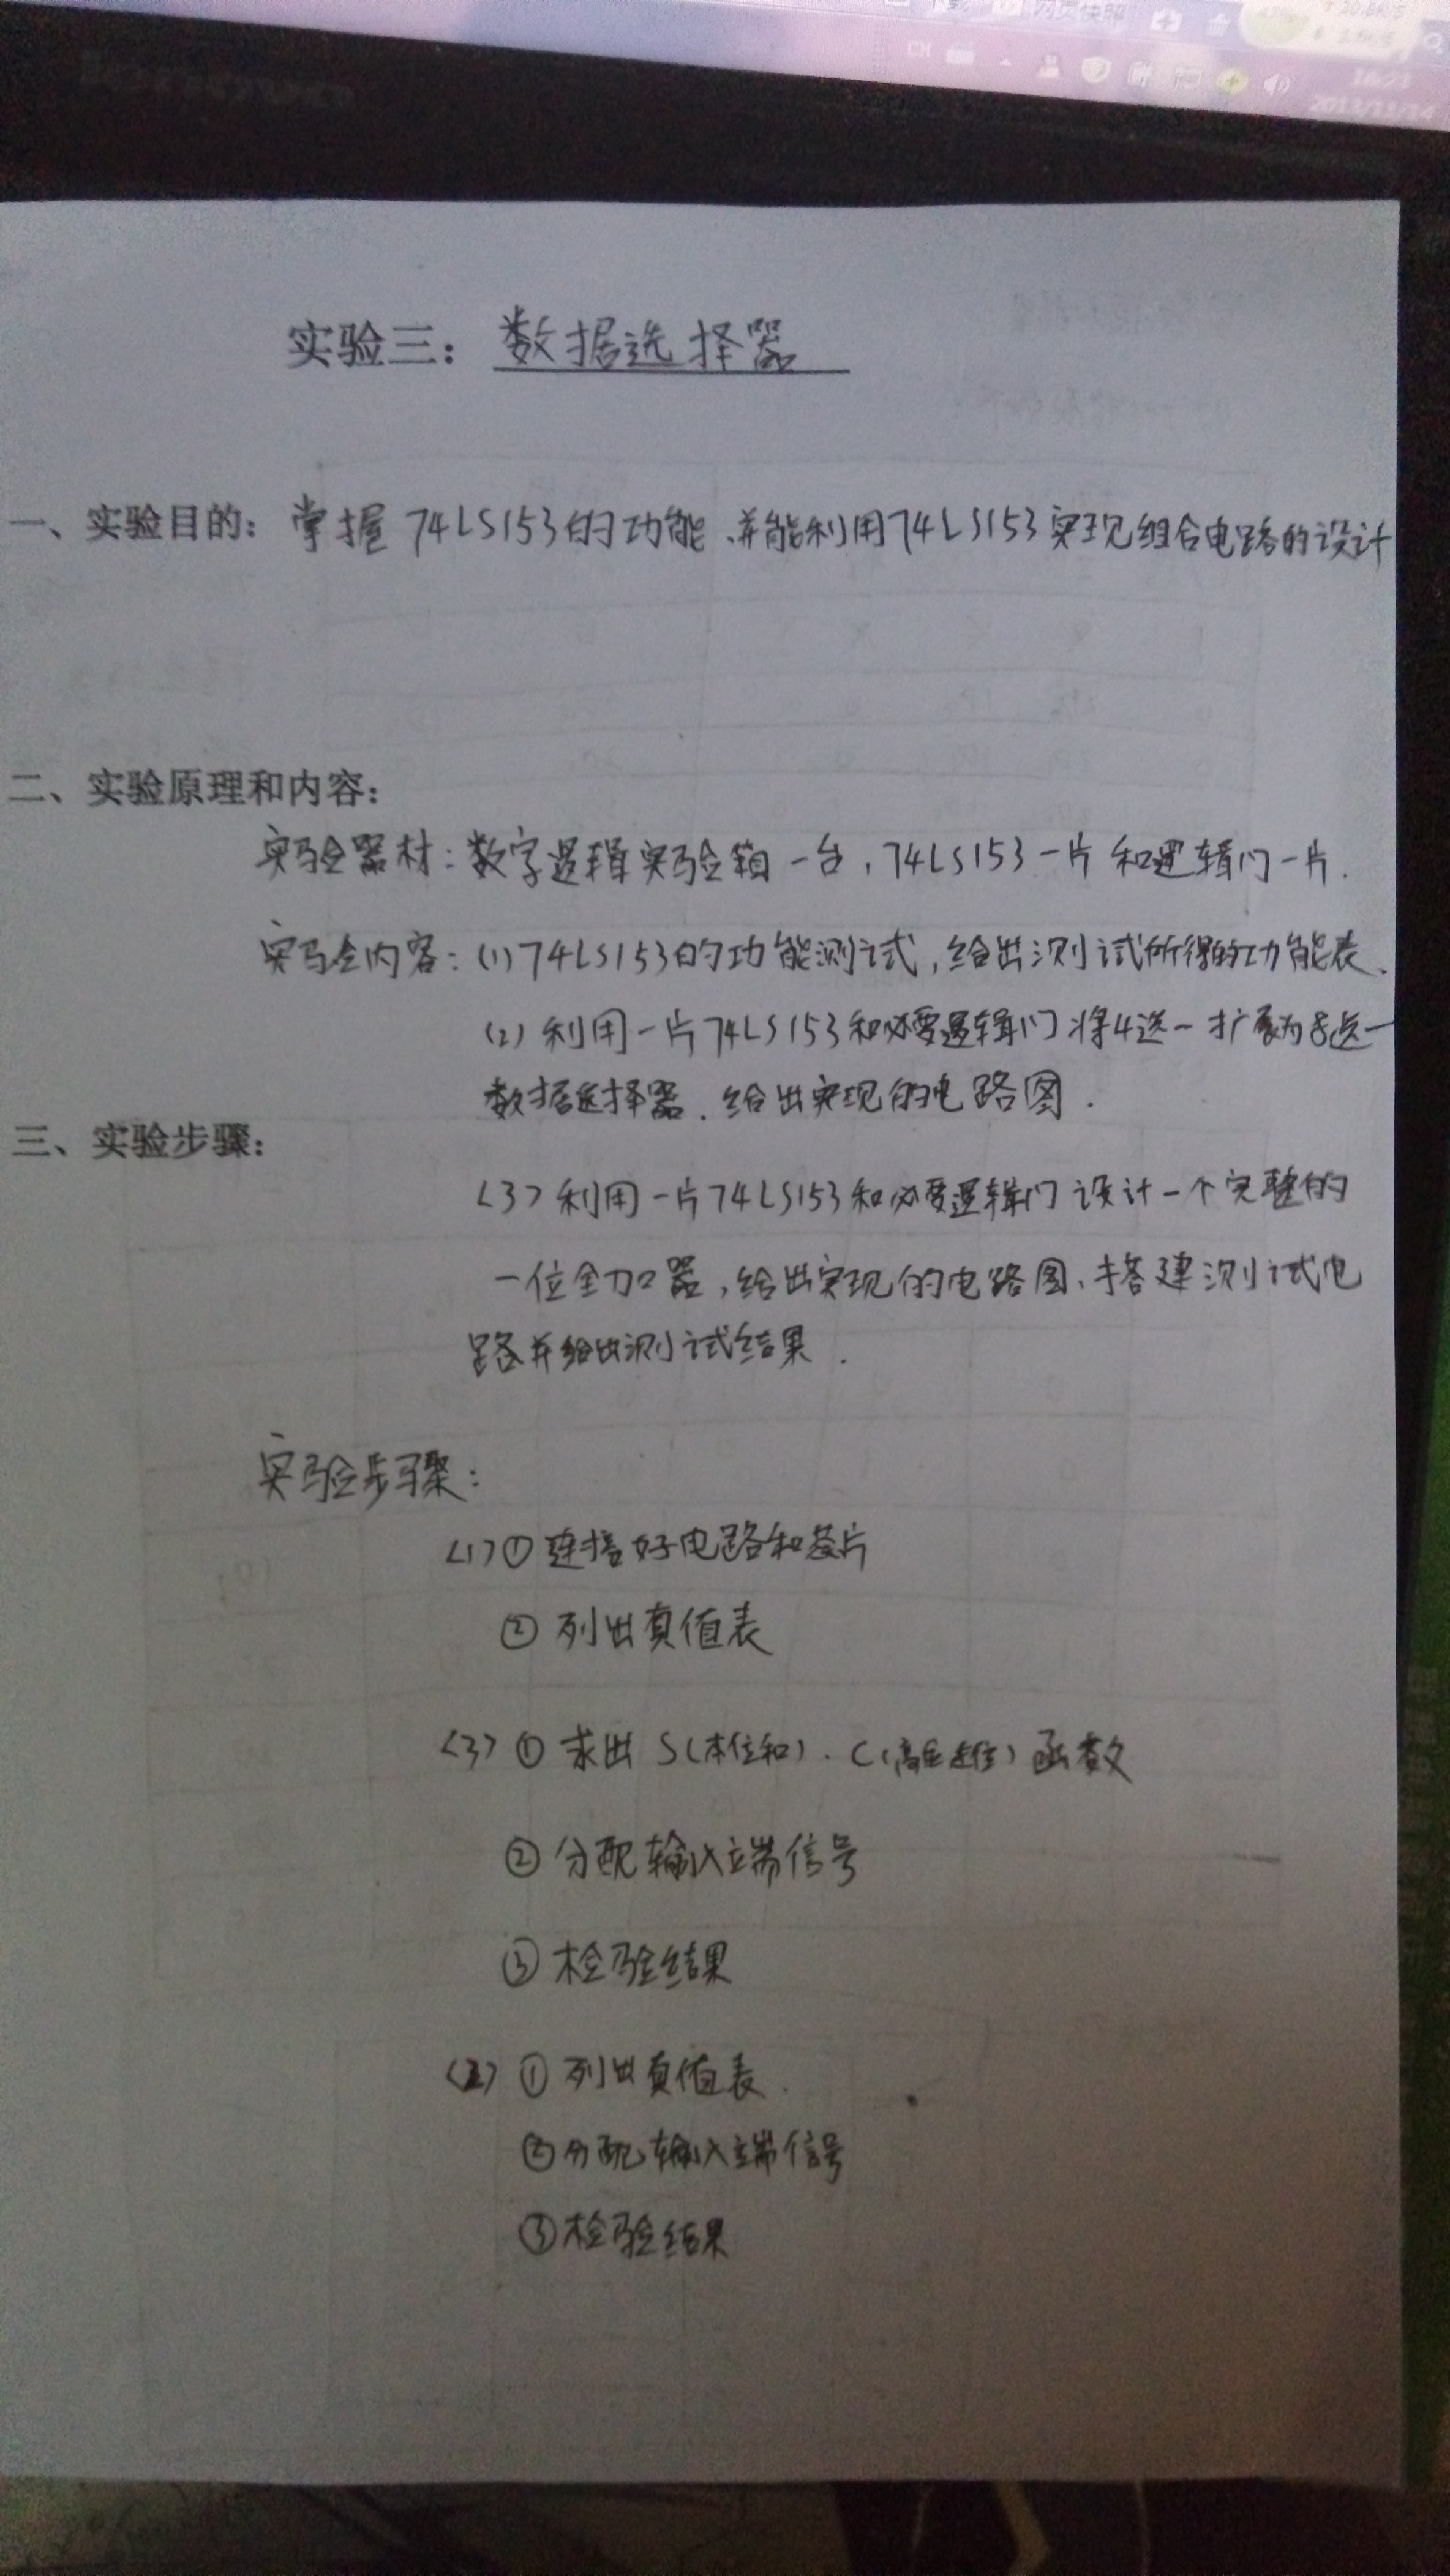 网页快照
CH
16:21
2013/11/14
lenovo
实验三：数据选择器
一、实验目的：掌握74LS153的功能、并能利用74LS153实现组合电路的设计
二、实验原理和内容：
实验器材：数字逻辑实验箱一台，74LS153一片和逻辑门一片.
实验内容：(1)74LS153的功能测试，给出测试所得的功能表、
(2) 利用一片74LS153和必要逻辑门将4选一扩展为8选一
数据选择器、给出实现的电路图.
三、实验步骤：
<3>利用一片74LS153和必要逻辑门设计一个完整的
一位全加器，给出实现的电路图、搭建测试电
路并给出测试结果.
实验步骤：
<1>①连接好电路和芯片
②列出真值表
<3>①求出 S(本位和). C(高位进位)函数
②分配输入端信号
③检验结果
<2>①列出真值表.
②分配输入端信号
③检验结果